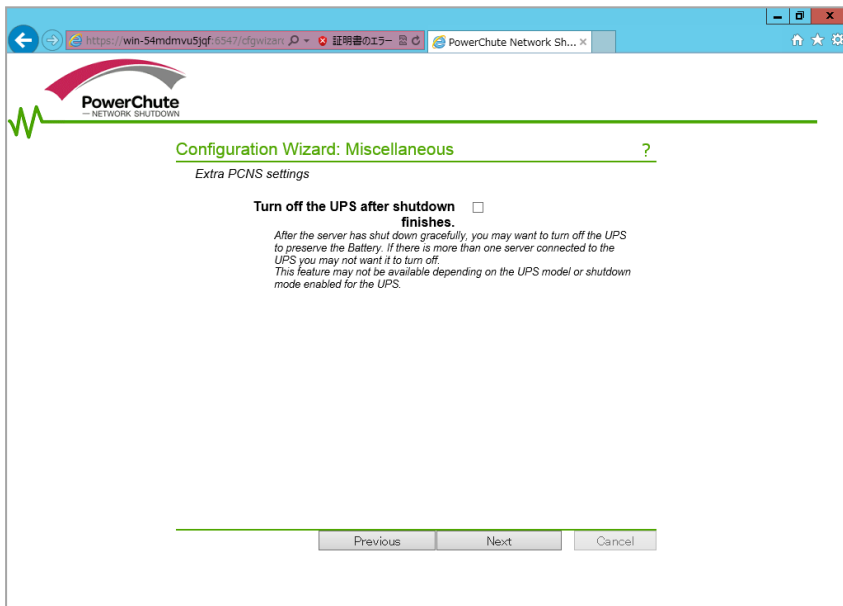 https://win-54mdmvu5jqf:6547/cfgwizar
証明書のエラー
PowerChute Network Sh...
PowerChute
NETWORK SHUTDOWN
Configuration Wizard: Miscellaneous
?
Extra PCNS settings
Turn off the UPS after shutdown
finishes.
After the server has shut down gracefully, you may want to turn off the UPS
to preserve the Battery. If there is more than one server connected to the
UPS you may not want it to turn off.
This feature may not be available depending on the UPS model or shutdown
mode enabled for the UPS.
Previous
Next
Cancel